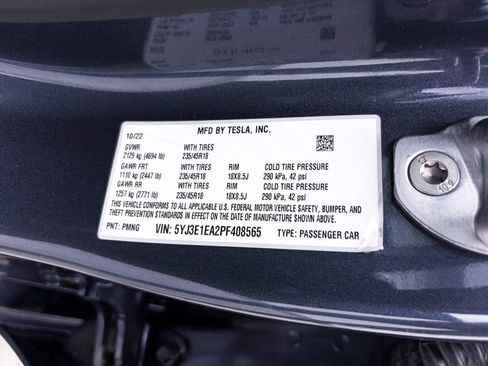 MFD BY TESLA, INC.
10/22
GVWR WITH TIRES
2129 kg (4694 lb) 235/45R18
GAWR FRT WITH TIRES RIM COLD TIRE PRESSURE
1110 kg (2447 lb) 235/45R18 18X8.5J 290 kPa, 42 psi
GAWR RR WITH TIRES RIM COLD TIRE PRESSURE
1257 kg (2771 lb) 235/45R18 18X8.5J 290 kPa, 42 psi
THIS VEHICLE CONFORMS TO ALL APPLICABLE U.S. FEDERAL MOTOR VEHICLE SAFETY, BUMPER, AND
THEFT PREVENTION STANDARDS IN EFFECT ON THE DATE OF MANUFACTURE SHOWN ABOVE.
PNT: PMNG VIN: 5YJ3E1EA2PF408565 TYPE: PASSENGER CAR
109